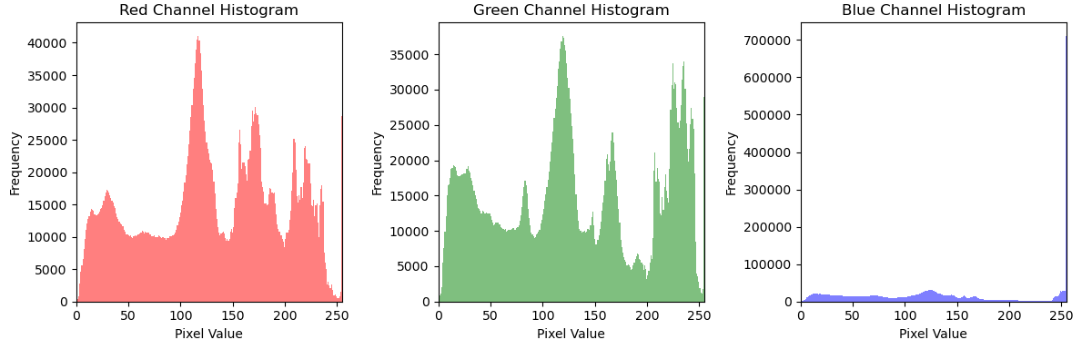 Red Channel Histogram
Frequency
40000
35000
30000
25000
20000
15000
10000
5000
0
0 50 100 150 200 250
Pixel Value
Green Channel Histogram
Frequency
35000
30000
25000
20000
15000
10000
5000
0
0 50 100 150 200 250
Pixel Value
Blue Channel Histogram
Frequency
700000
600000
500000
400000
300000
200000
100000
0
0 50 100 150 200 250
Pixel Value